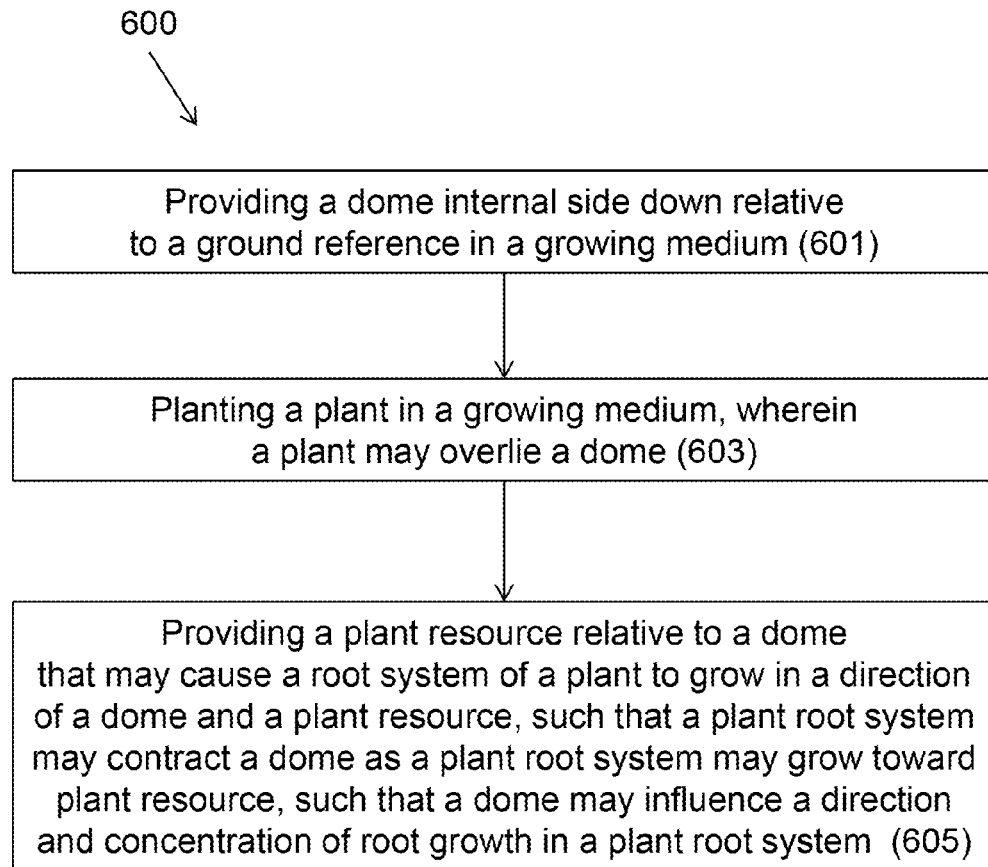 600
Providing a dome internal side down relative
to a ground reference in a growing medium (601)
Planting a plant in a growing medium, wherein
a plant may overlie a dome (603)
Providing a plant resource relative to a dome
that may cause a root system of a plant to grow in a direction
of a dome and a plant resource, such that a plant root system
may contract a dome as a plant root system may grow toward
plant resource, such that a dome may influence a direction
and concentration of root growth in a plant root system (605)